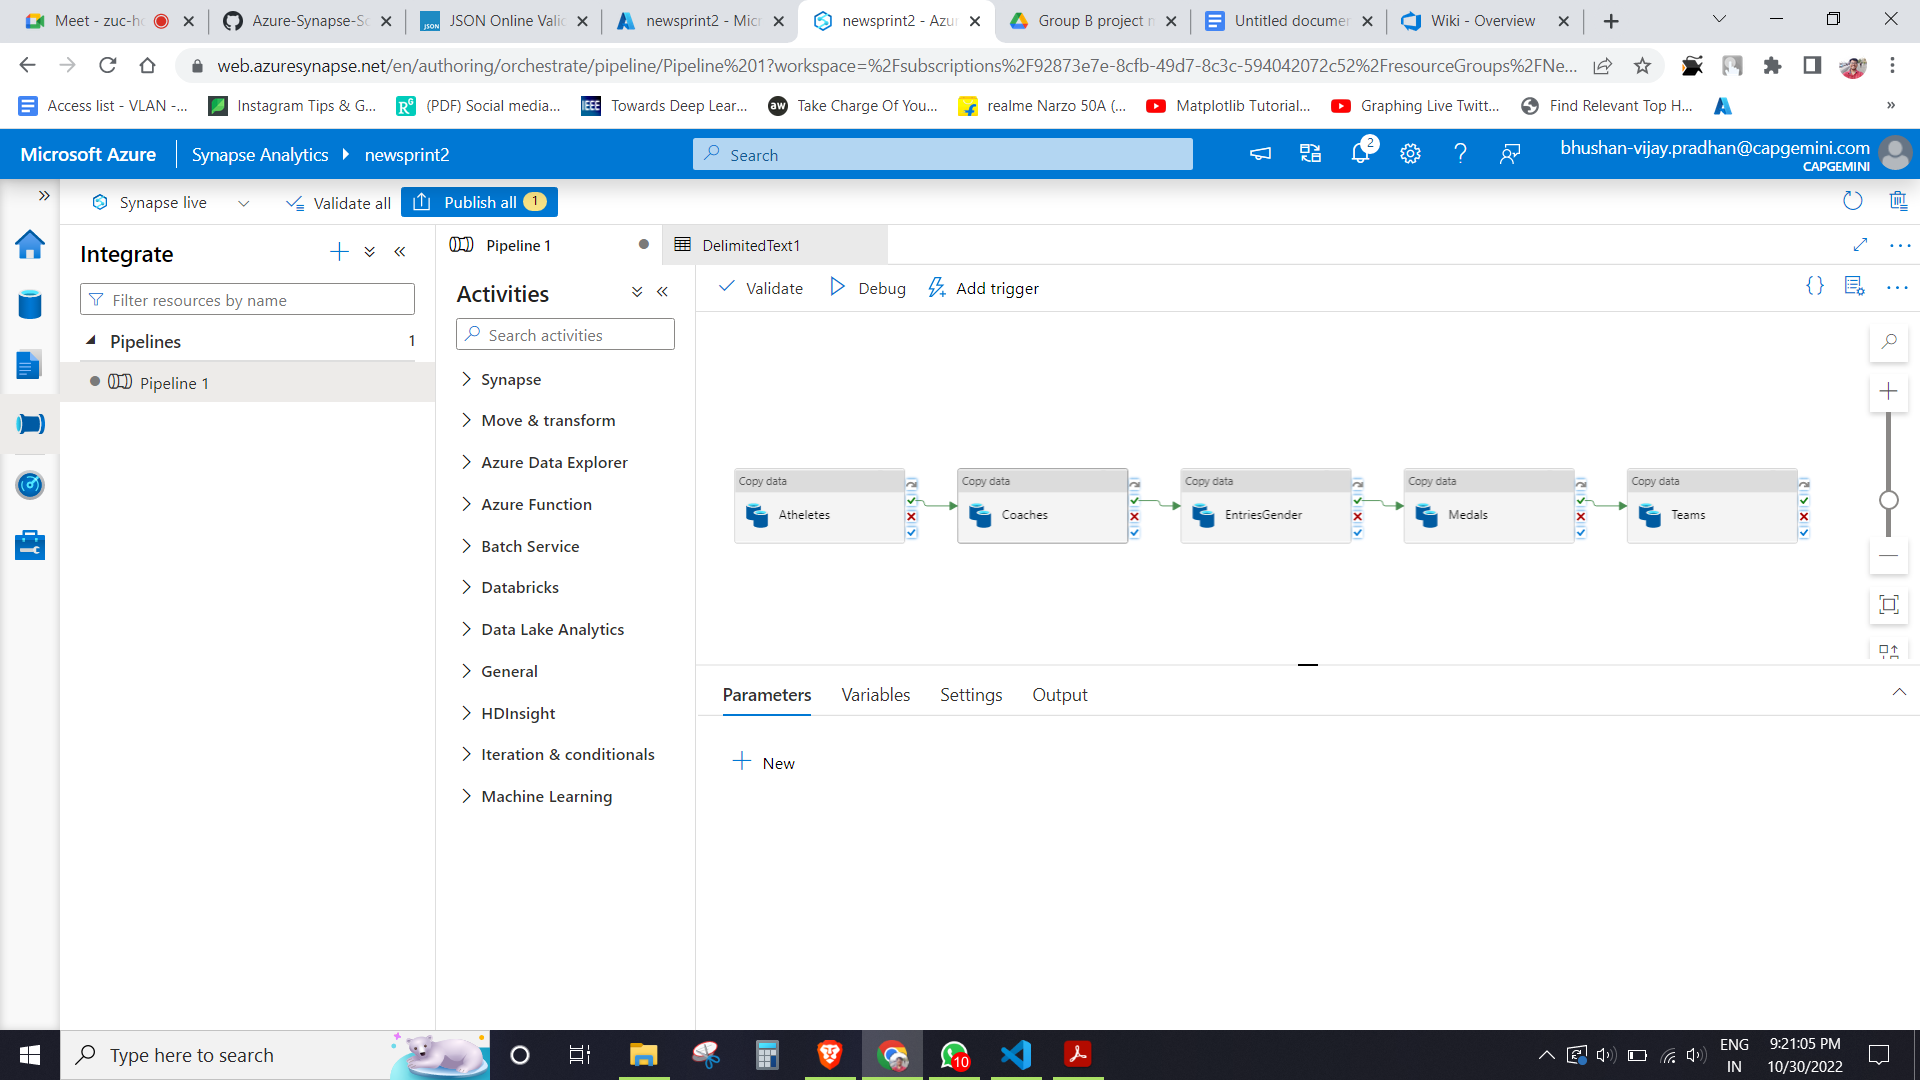 Meet - zuc-ho
Azure-Synapse-So
JSON Online Valid
newsprint2 - Micr
newsprint2 - Azur
Group B project n
Untitled documen
Wiki - Overview
web.azuresynapse.net/en/authoring/orchestrate/pipeline/Pipeline%201?workspace=%2Fsubscriptions%2F92873e7e-8cfb-49d7-8c3c-594042072c52%2FresourceGroups%2FNe...
Access list - VLAN -...
Instagram Tips & G...
(PDF) Social media...
Towards Deep Lear...
Take Charge Of You...
realme Narzo 50A (...
Matplotlib Tutorial...
Graphing Live Twitt...
Find Relevant Top H...
»
Microsoft Azure
Synapse Analytics
newsprint2
Search
2
bhushan-vijay.pradhan@capgemini.com
CAPGEMINI
Synapse live
Validate all
Publish all 1
Integrate
Pipeline 1
DelimitedText1
Filter resources by name
Activities
Validate
Debug
Add trigger
Pipelines 1
Pipeline 1
Search activities
Synapse
Move & transform
Azure Data Explorer
Azure Function
Batch Service
Databricks
Data Lake Analytics
General
HDInsight
Iteration & conditionals
Machine Learning
Copy data
Atheletes
Copy data
Coaches
Copy data
EntriesGender
Copy data
Medals
Copy data
Teams
Parameters
Variables
Settings
Output
New
Type here to search
10
ENG
IN
9:21:05 PM
10/30/2022